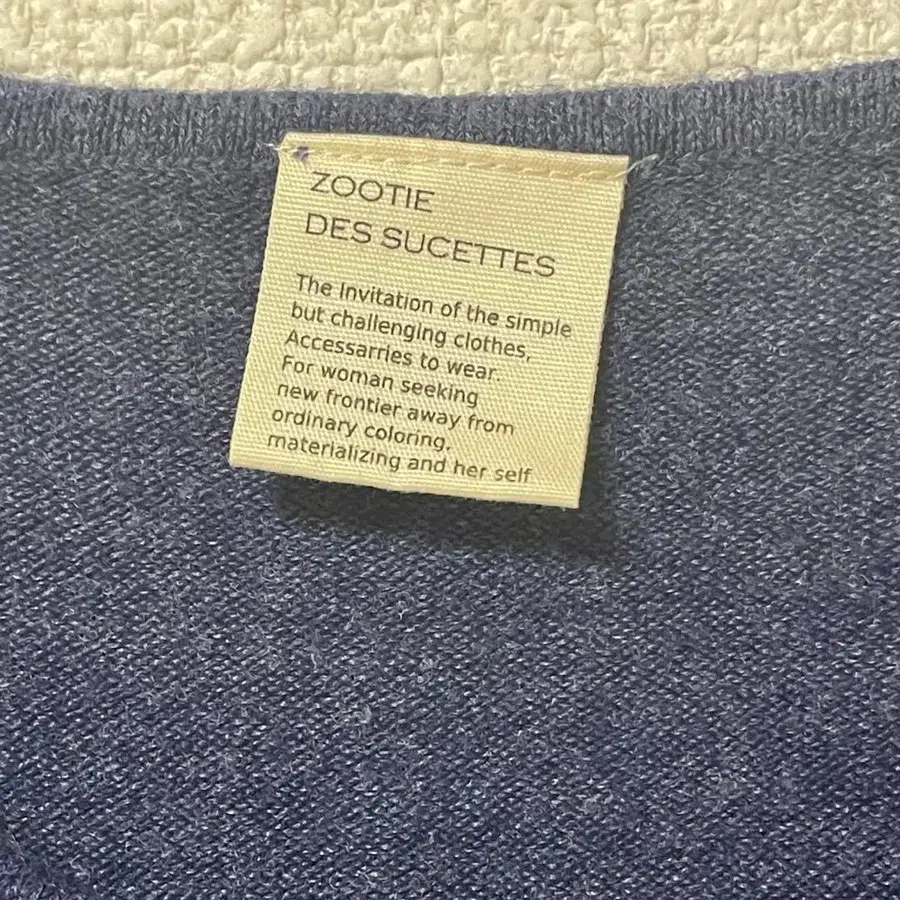 ZOOTIE
DES SUCETTES
The Invitation of the simple
but challenging clothes,
Accessarries to wear.
For woman seeking
new frontier away from
ordinary coloring.
materializing and her self